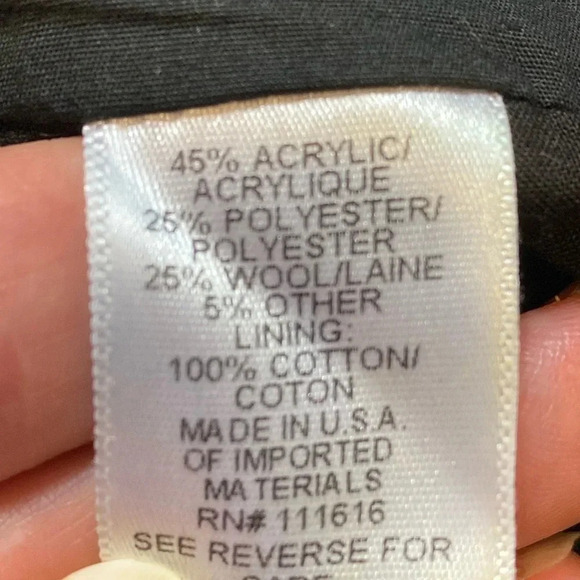 45% ACRYLIC/
ACRYLIQUE
25% POLYESTER/
POLYESTER
25% WOOL/LAINE
5% OTHER
LINING:
100% COTTON/
COTON
MADE IN U.S.A.
OF IMPORTED
MATERIALS
RN# 111616
SEE REVERSE FOR
CARE